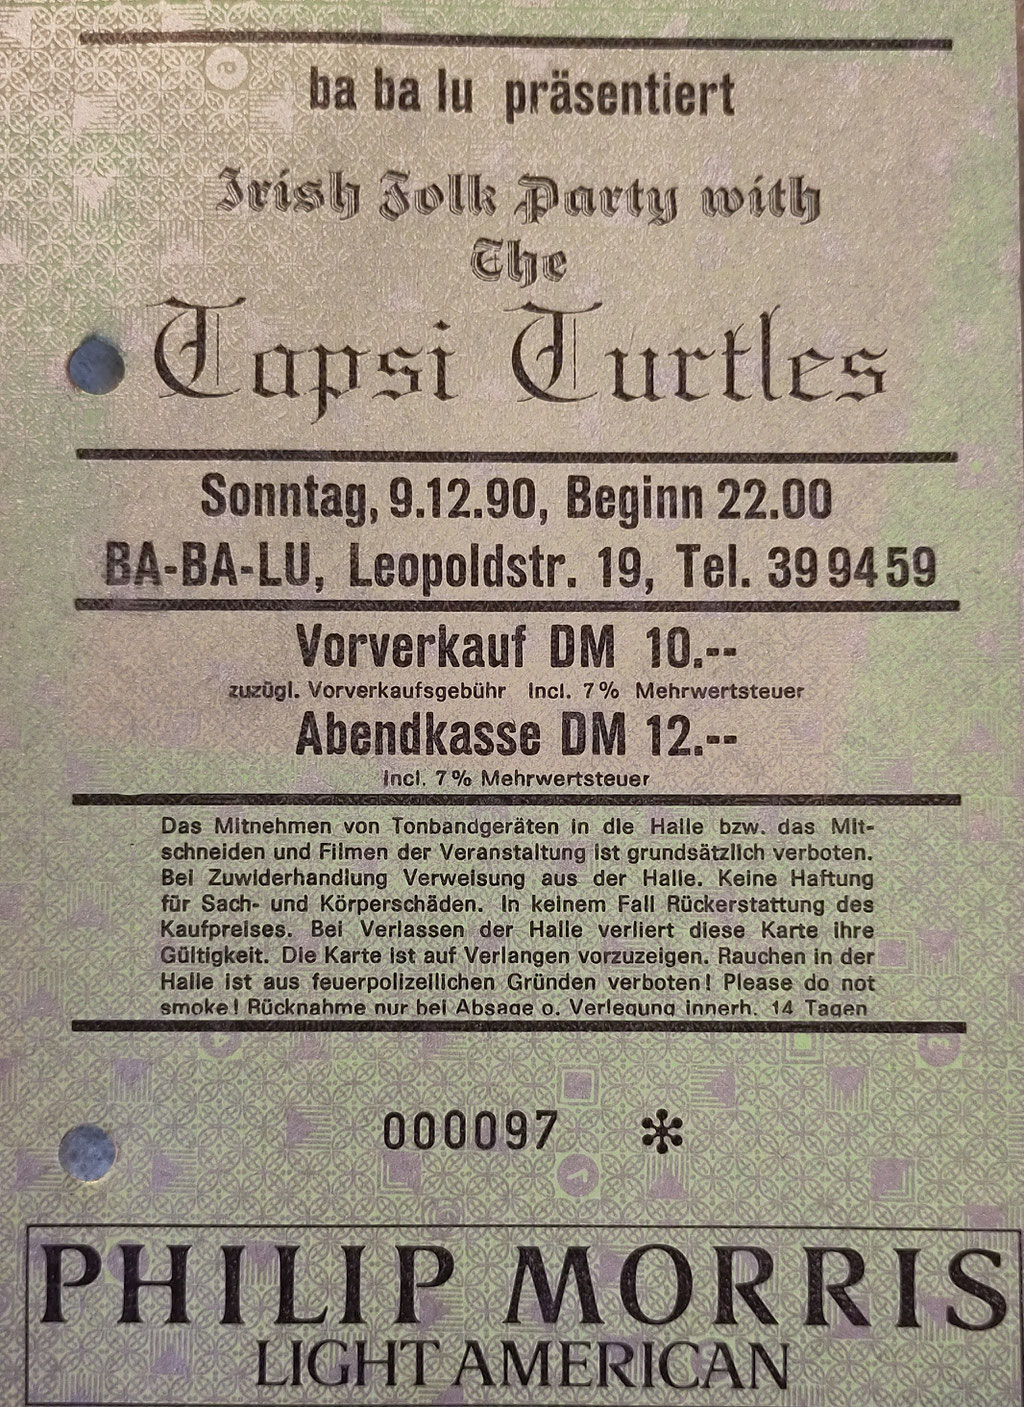 ba ba lu präsentiert
Irish Folk Party with
The
Tapsi Turtles
Sonntag, 9.12.90, Beginn 22.00
BA-BA-LU, Leopoldstr. 19, Tel. 39 94 59
Vorverkauf DM 10.--
zuzügl. Vorverkaufsgebühr incl. 7% Mehrwertsteuer
Abendkasse DM 12.--
incl. 7% Mehrwertsteuer
Das Mitnehmen von Tonbandgeräten in die Halle bzw. das Mit-
schneiden und Filmen der Veranstaltung ist grundsätzlich verboten.
Bei Zuwiderhandlung Verweisung aus der Halle. Keine Haftung
für Sach- und Körperschäden. In keinem Fall Rückerstattung des
Kaufpreises. Bei Verlassen der Halle verliert diese Karte ihre
Gültigkeit. Die Karte ist auf Verlangen vorzuzeigen. Rauchen in der
Halle ist aus feuerpolizeilichen Gründen verboten! Please do not
smoke! Rücknahme nur bei Absage o. Verlegung innerh. 14 Tagen
000097 *
PHILIP MORRIS
LIGHT AMERICAN